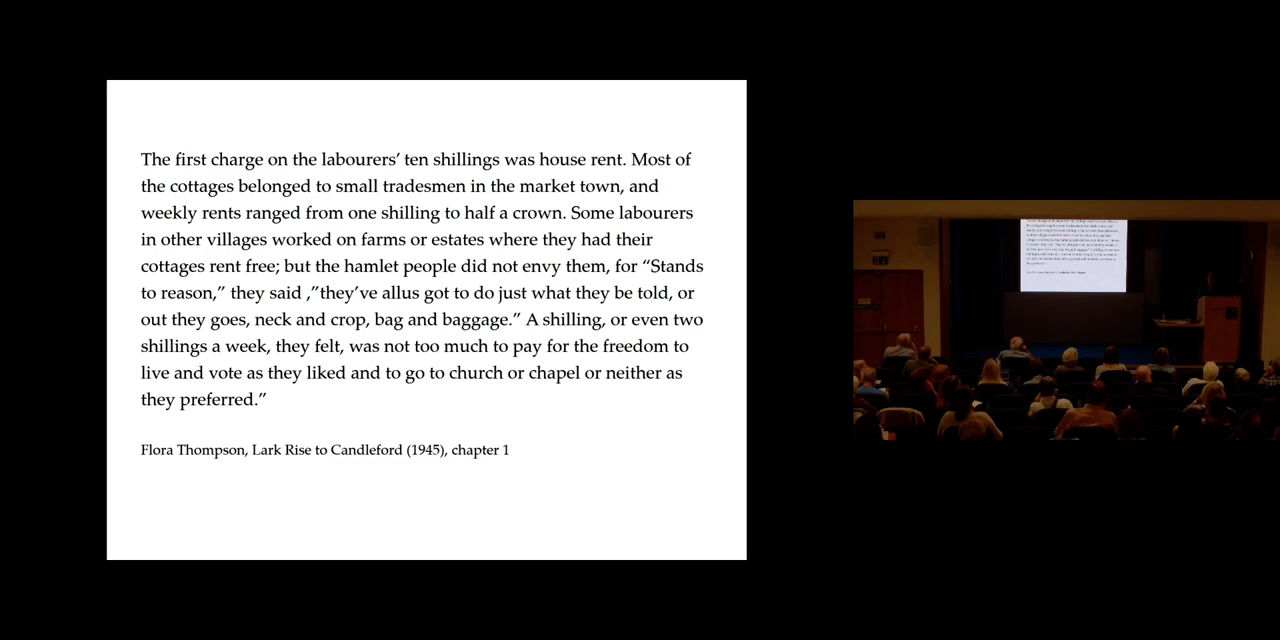 The first charge on the labourers’ ten shillings was house rent. Most of
the cottages belonged to small tradesmen in the market town, and
weekly rents ranged from one shilling to half a crown. Some labourers
in other villages worked on farms or estates where they had their
cottages rent free; but the hamlet people did not envy them, for “Stands
to reason,” they said ,”they’ve allus got to do just what they be told, or
out they goes, neck and crop, bag and baggage.” A shilling, or even two
shillings a week, they felt, was not too much to pay for the freedom to
live and vote as they liked and to go to church or chapel or neither as
they preferred.”
Flora Thompson, Lark Rise to Candleford (1945), chapter 1